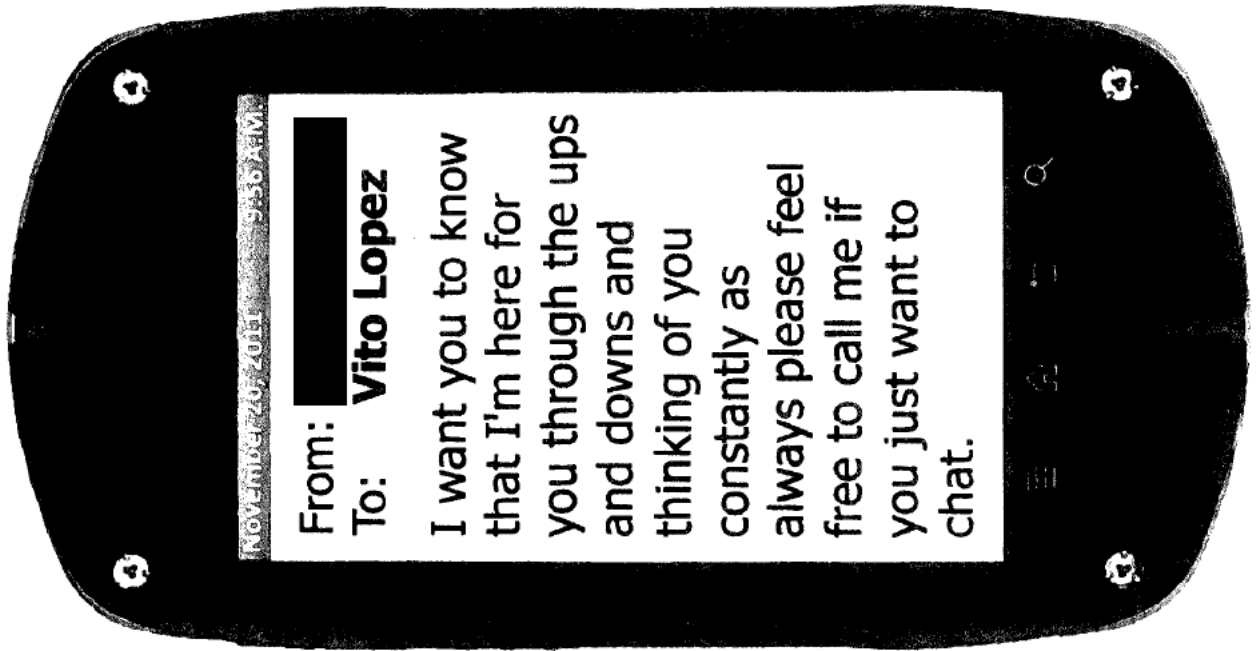 November 20, 2011 9:56 A.M.
From:
To: Vito Lopez
I want you to know
that I'm here for
you through the ups
and downs and
thinking of you
constantly as
always please feel
free to call me if
you just want to
chat.